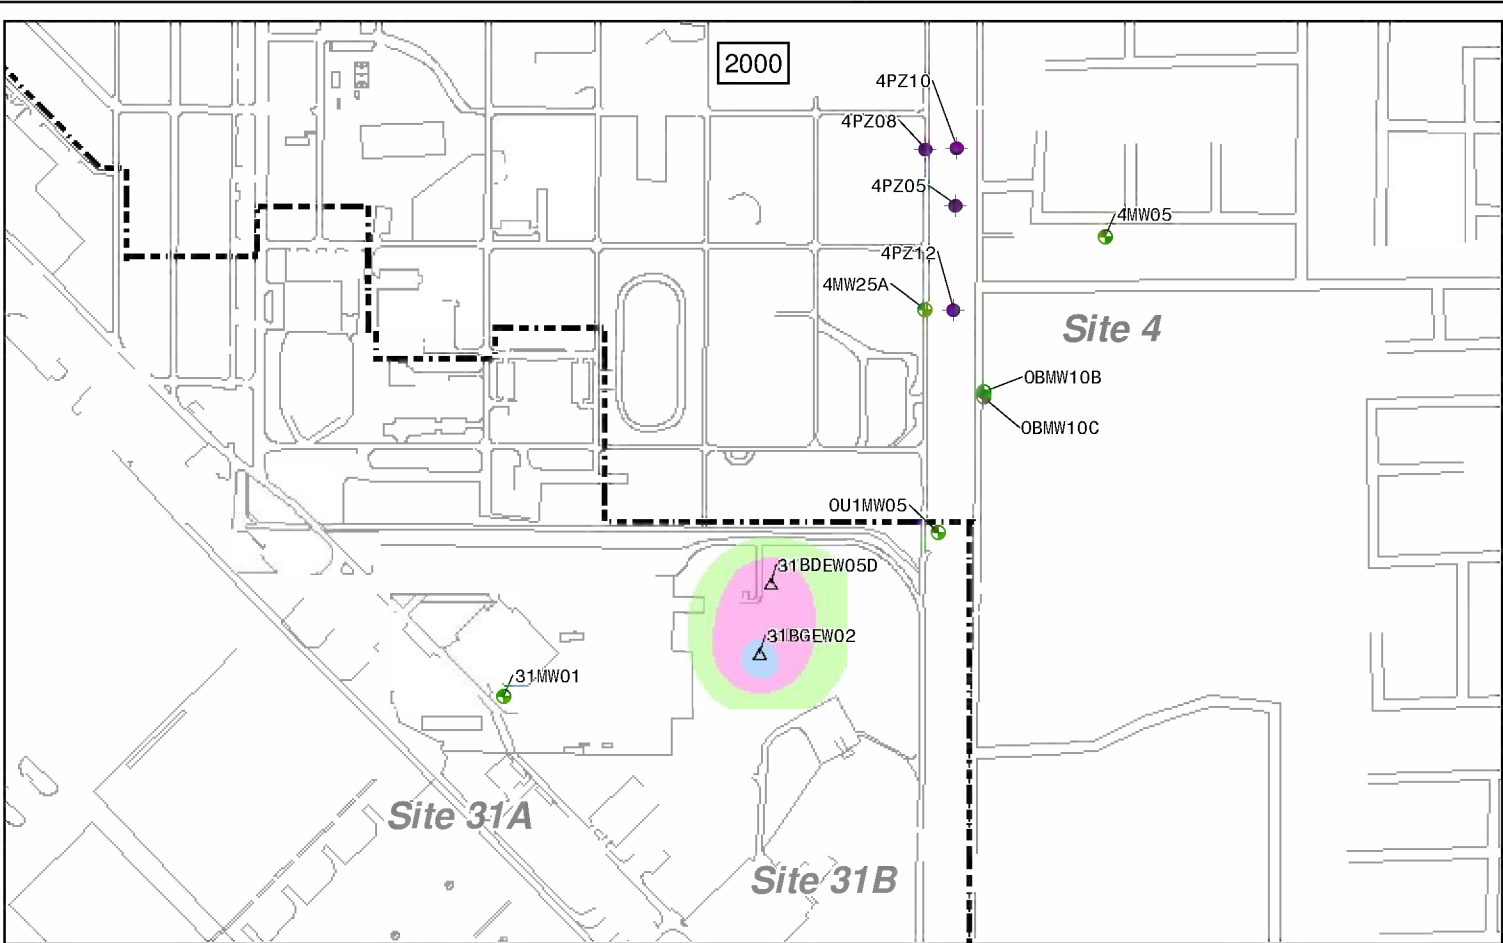 2000
4PZ10
4PZ08
4PZ05
4MW05
4PZ12
4MW25A
Site 4
OBMW10B
OBMW10C
OU1MW05
31BDEW05D
31BGEW02
31MW01
Site 31A
Site 31B